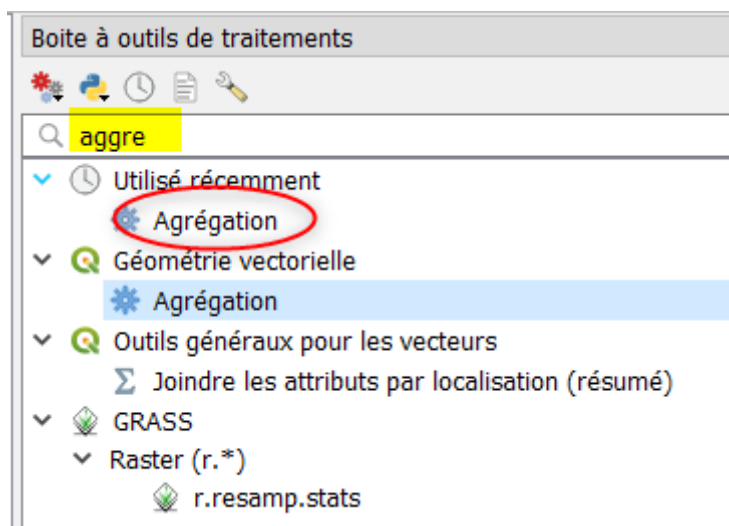 Boite à outils de traitements
aggre
Utilisé récemment
Agrégation
Géométrie vectorielle
Agrégation
Outils généraux pour les vecteurs
Σ Joindre les attributs par localisation (résumé)
GRASS
Raster (r.*)
r.resamp.stats